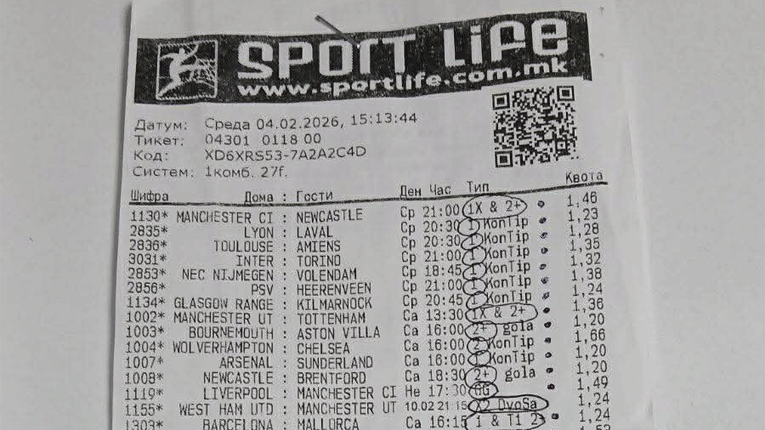 SPORT LIFE
www.sportlife.com.mk
Датум: Среда 04.02.2026, 15:13:44
Тикет: 04301 0118 00
Код: XD6XRS53-7A2A2C4D
Систем: 1комб. 27f.
Шифра Дома : Гости Ден Час Тип Квота
1130* MANCHESTER CI : NEWCASTLE Ср 21:00 1X & 2+ 1,46
2835* LYON : LAVAL Ср 20:30 1 KonTip 1,23
2836* TOULOUSE : AMIENS Ср 20:30 1 KonTip 1,28
3031* INTER : TORINO Ср 21:00 1 KonTip 1,35
2853* NEC NIJMEGEN : VOLENDAM Ср 18:45 1 KonTip 1,32
2856* PSV : HEERENVEEN Ср 21:00 1 KonTip 1,38
1134* GLASGOW RANGE : KILMARNOCK Ср 20:45 1 KonTip 1,24
1002* MANCHESTER UT : TOTTENHAM Са 13:30 1X & 2+ 1,36
1003* BOURNEMOUTH : ASTON VILLA Са 16:00 2+ gola 1,20
1004* WOLVERHAMPTON : CHELSEA Са 16:00 2 KonTip 1,66
1007* ARSENAL : SUNDERLAND Са 16:00 1 KonTip 1,20
1008* NEWCASTLE : BRENTFORD Са 18:30 2+ gola 1,20
1119* LIVERPOOL : MANCHESTER CI Не 17:30 GG 1,49
1155* WEST HAM UTD : MANCHESTER UT 10.02 21:15 X2 DvoSa 1,24
1303* BARCELONA : MALLORCA Са 16:15 1 & T1 2 1,24